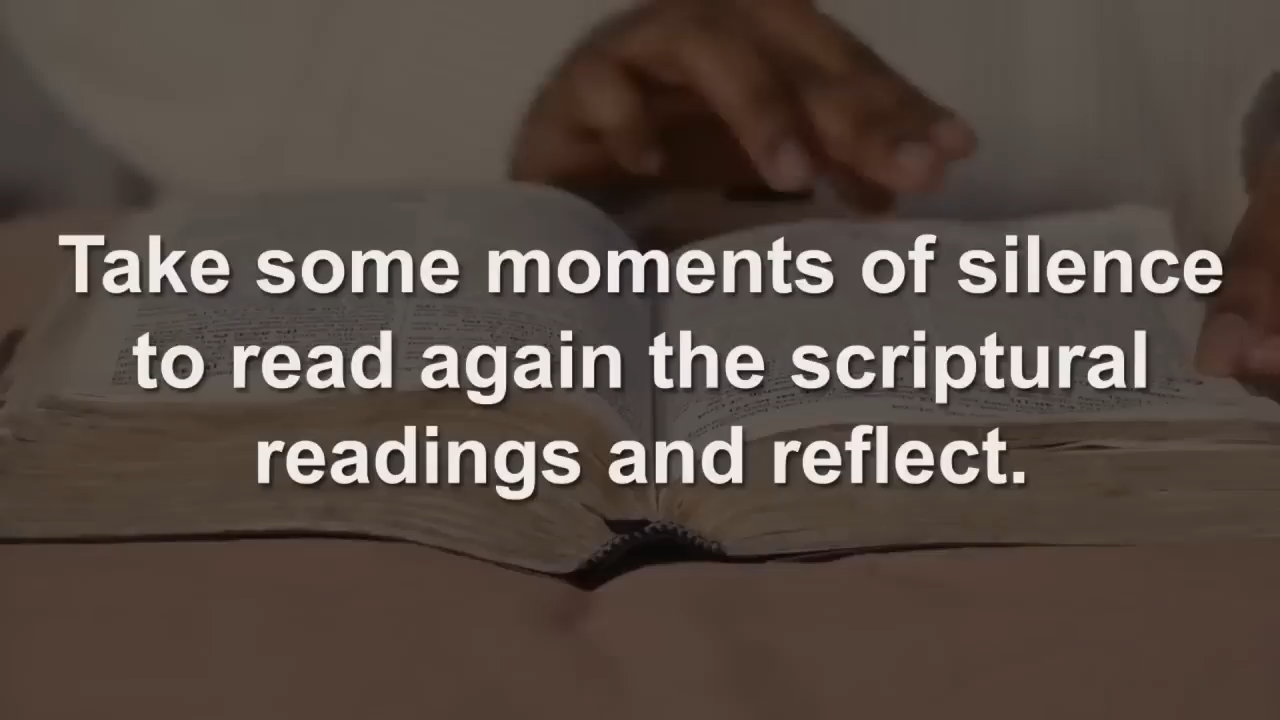 Take some moments of silence
to read again the scriptural
readings and reflect.